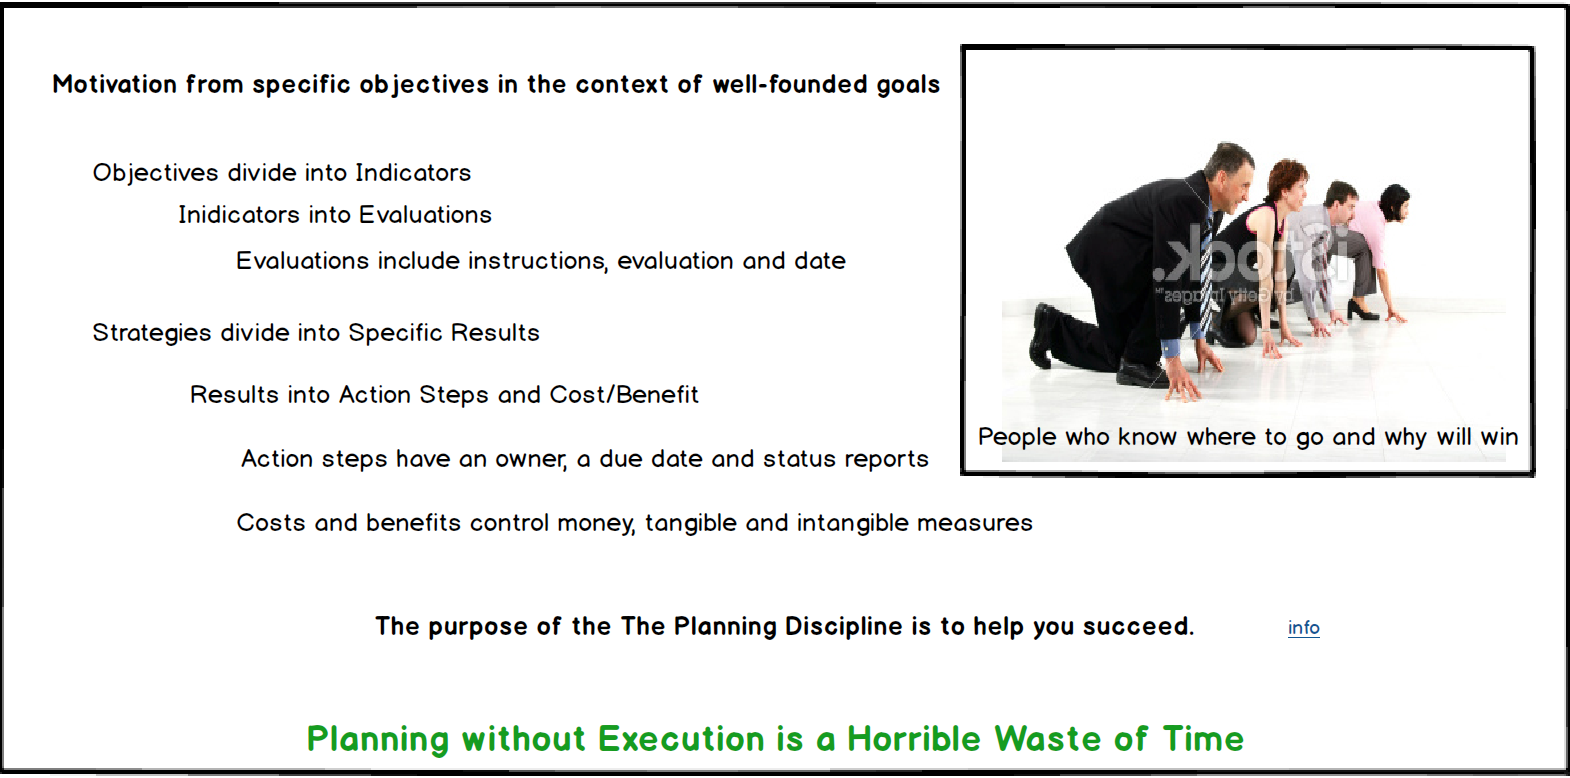 Motivation from specific objectives in the context of well-founded goals
Objectives divide into Indicators
Inidicators into Evaluations
Evaluations include instructions, evaluation and date
Strategies divide into Specific Results
Results into Action Steps and Cost/Benefit
Action steps have an owner, a due date and status reports
Costs and benefits control money, tangible and intangible measures
iStock.
by Getty Images™
People who know where to go and why will win
The purpose of the The Planning Discipline is to help you succeed.
info
Planning without Execution is a Horrible Waste of Time